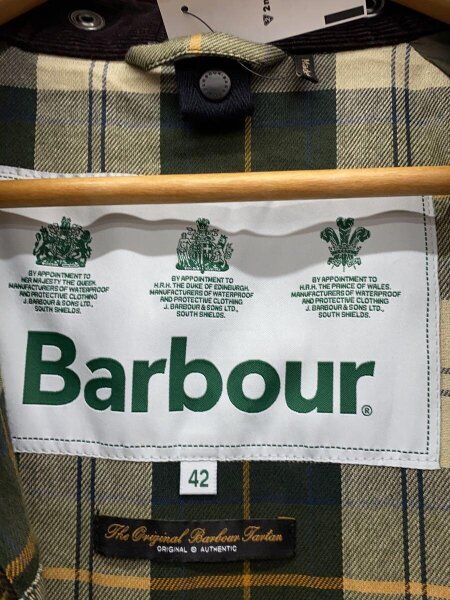 BY APPOINTMENT TO
HER MAJESTY THE QUEEN.
MANUFACTURERS OF WATERPROOF
AND PROTECTIVE CLOTHING
J. BARBOUR & SONS LTD.,
SOUTH SHIELDS.
BY APPOINTMENT TO
H.R.H. THE DUKE OF EDINBURGH.
MANUFACTURERS OF WATERPROOF
AND PROTECTIVE CLOTHING
J. BARBOUR & SONS LTD.,
SOUTH SHIELDS.
BY APPOINTMENT TO
H.R.H. THE PRINCE OF WALES.
MANUFACTURERS OF WATERPROOF
AND PROTECTIVE CLOTHING
J. BARBOUR & SONS LTD.,
SOUTH SHIELDS.
Barbour®
42
The Original Barbour Tartan
ORIGINAL & AUTHENTIC